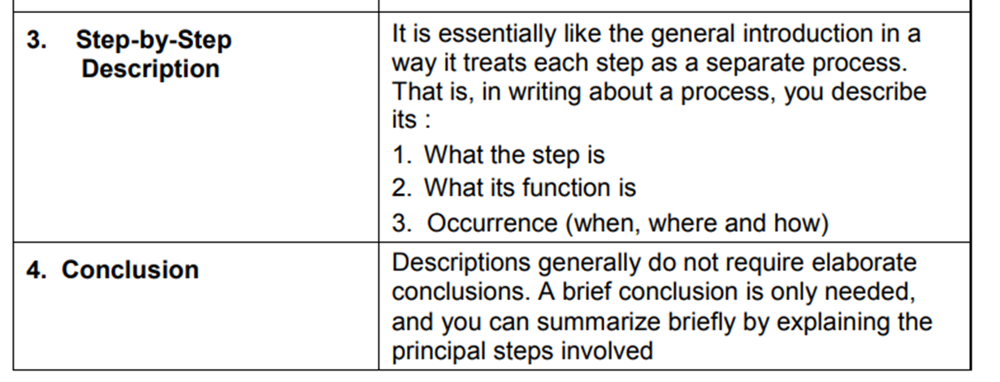 3. Step-by-Step
Description
It is essentially like the general introduction in a
way it treats each step as a separate process.
That is, in writing about a process, you describe
its :
1. What the step is
2. What its function is
3. Occurrence (when, where and how)
4. Conclusion
Descriptions generally do not require elaborate
conclusions. A brief conclusion is only needed,
and you can summarize briefly by explaining the
principal steps involved